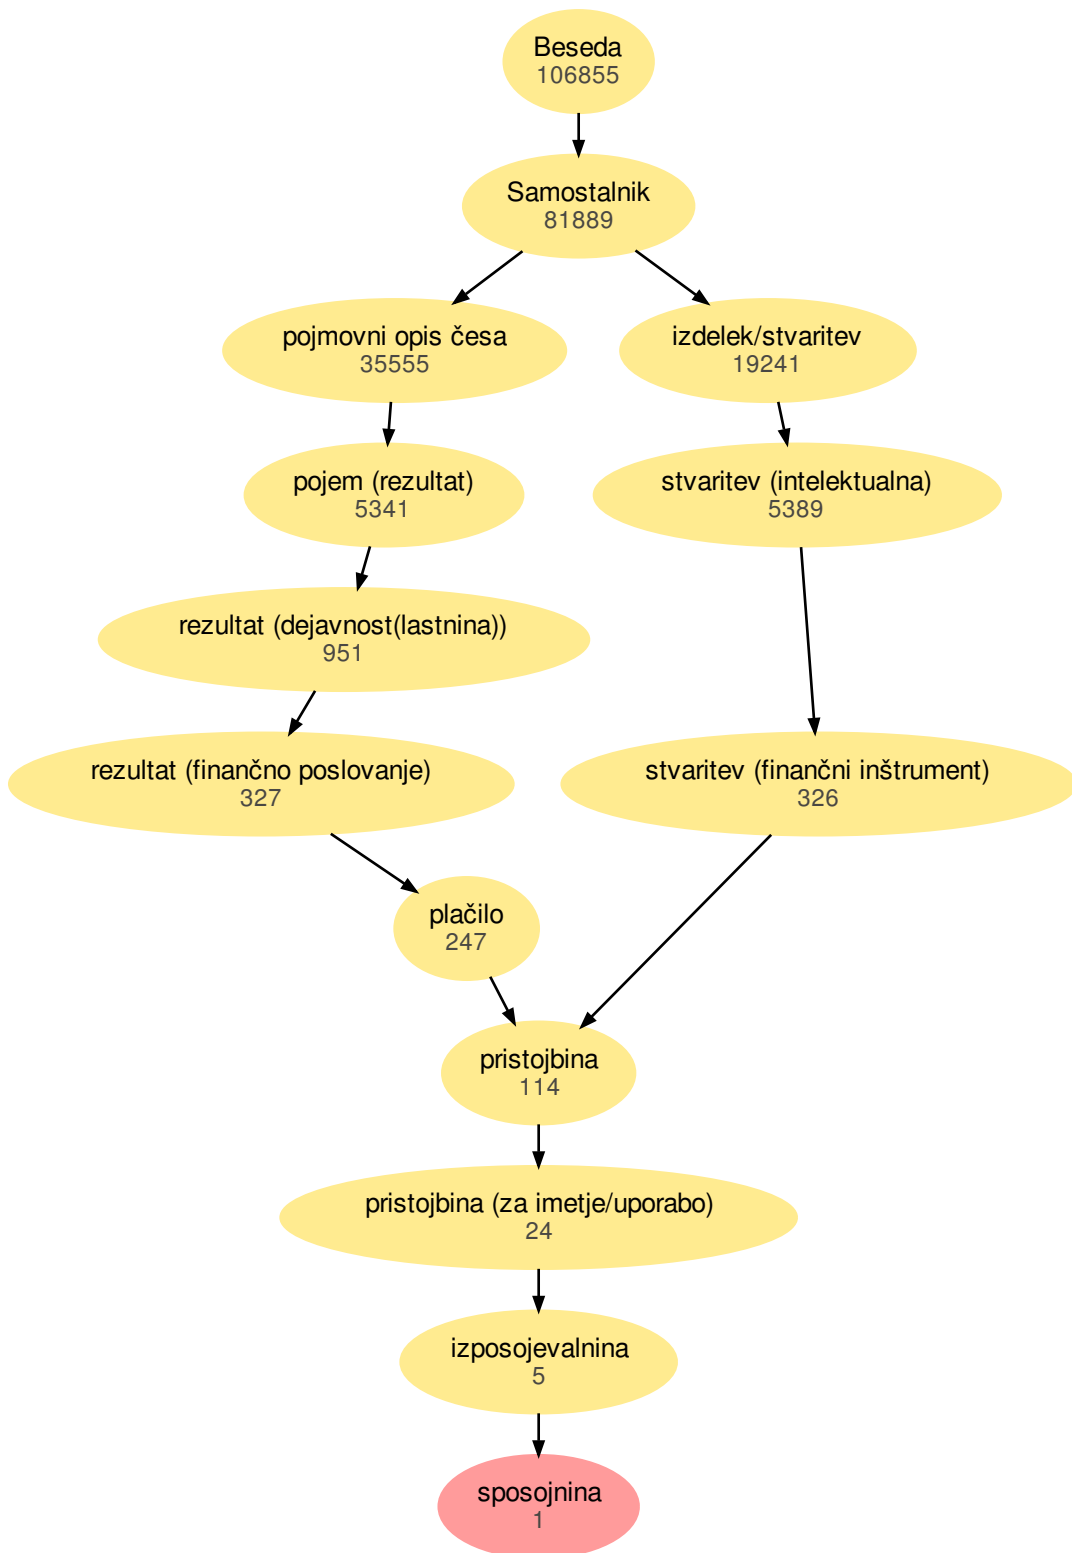 Beseda
106855
Samostalnik
81889
pojmovni opis česa
35555
izdelek/stvaritev
19241
pojem (rezultat)
5341
stvaritev (intelektualna)
5389
rezultat (dejavnost(lastnina))
951
rezultat (finančno poslovanje)
327
stvaritev (finančni inštrument)
326
plačilo
247
pristojbina
114
pristojbina (za imetje/uporabo)
24
izposojevalnina
5
sposojnina
1